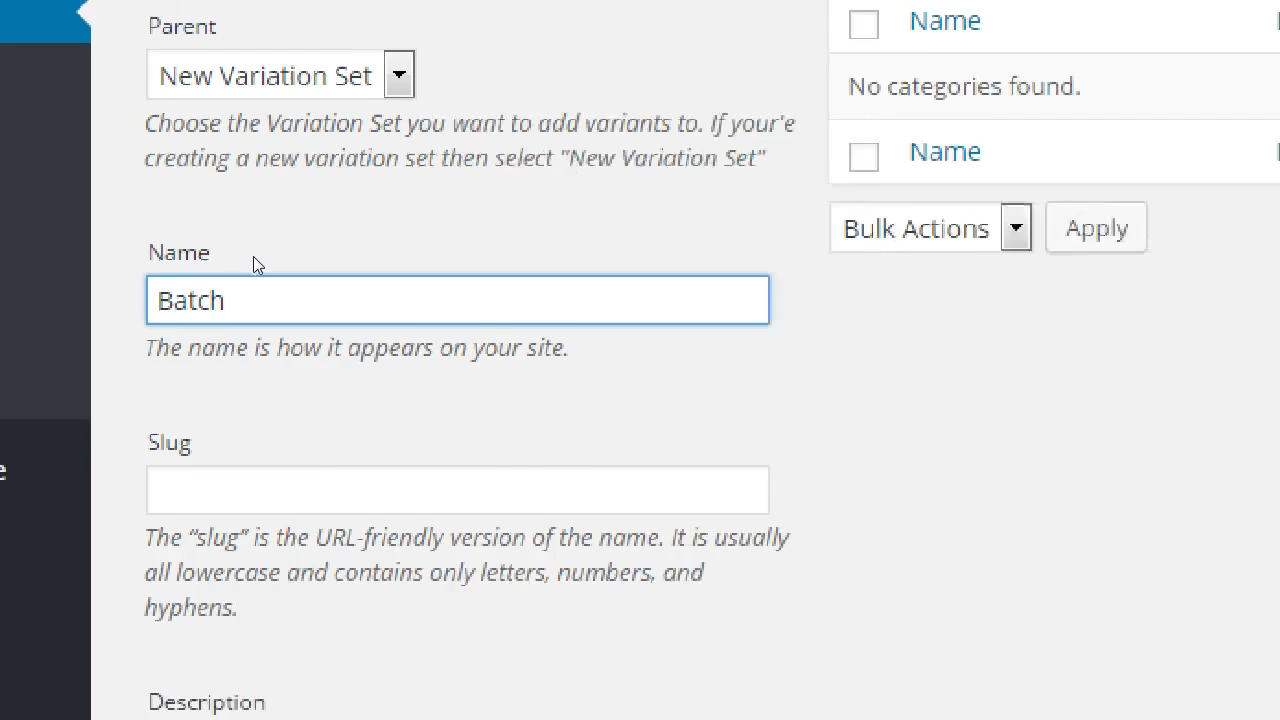 Parent
New Variation Set
Choose the Variation Set you want to add variants to. If your'e
creating a new variation set then select "New Variation Set"
Name
Batch
The name is how it appears on your site.
Slug
The “slug” is the URL-friendly version of the name. It is usually
all lowercase and contains only letters, numbers, and
hyphens.
Description
Name
No categories found.
Name
Bulk Actions
Apply